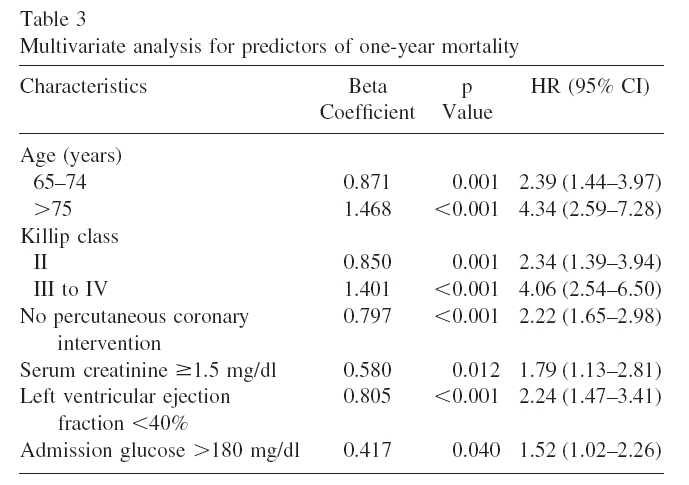 Table 3
Multivariate analysis for predictors of one-year mortality
Characteristics Beta p HR (95% CI)
Coefficient Value
Age (years)
65–74 0.871 0.001 2.39 (1.44–3.97)
>75 1.468 <0.001 4.34 (2.59–7.28)
Killip class
II 0.850 0.001 2.34 (1.39–3.94)
III to IV 1.401 <0.001 4.06 (2.54–6.50)
No percutaneous coronary 0.797 <0.001 2.22 (1.65–2.98)
intervention
Serum creatinine ≥1.5 mg/dl 0.580 0.012 1.79 (1.13–2.81)
Left ventricular ejection 0.805 <0.001 2.24 (1.47–3.41)
fraction <40%
Admission glucose >180 mg/dl 0.417 0.040 1.52 (1.02–2.26)